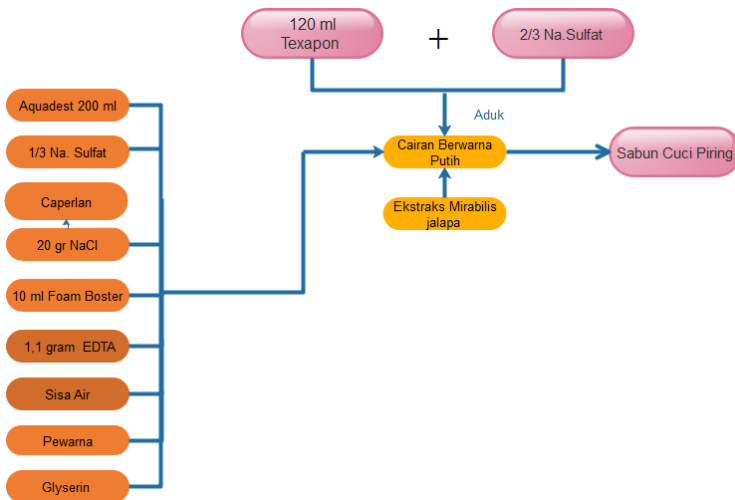 120 ml
Texapon
+
2/3 Na.Sulfat
Aduk
Aquadest 200 ml
1/3 Na. Sulfat
Caperlan
20 gr NaCl
10 ml Foam Boster
1,1 gram EDTA
Sisa Air
Pewarna
Glyserin
Cairan Berwarna
Putih
Ekstraks Mirabilis
jalapa
Sabun Cuci Piring